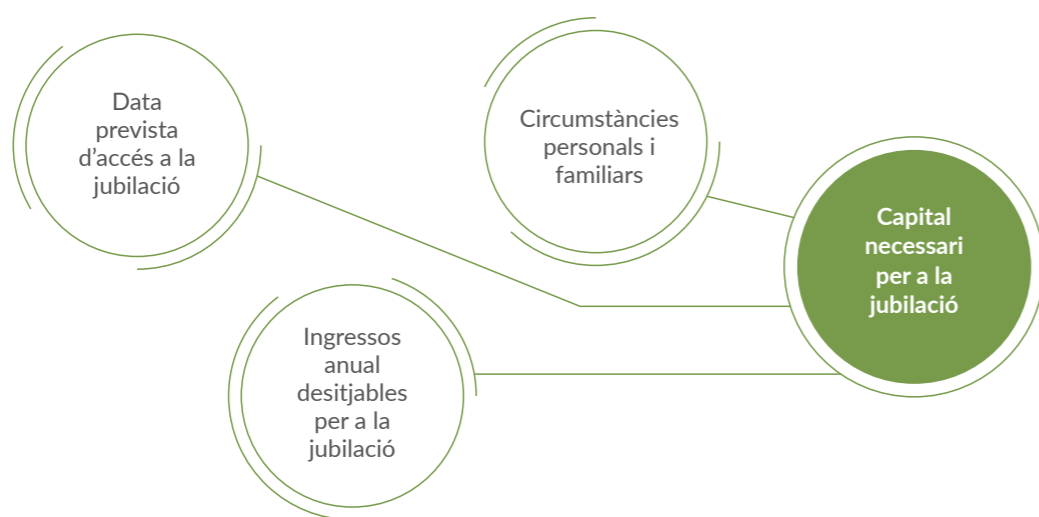 Data
prevista
d’accés a la
jubilació
Circumstàncies
personals i
familiars
Capital
necessari
per a la
jubilació
Ingressos
anual
desitjables
per a la
jubilació